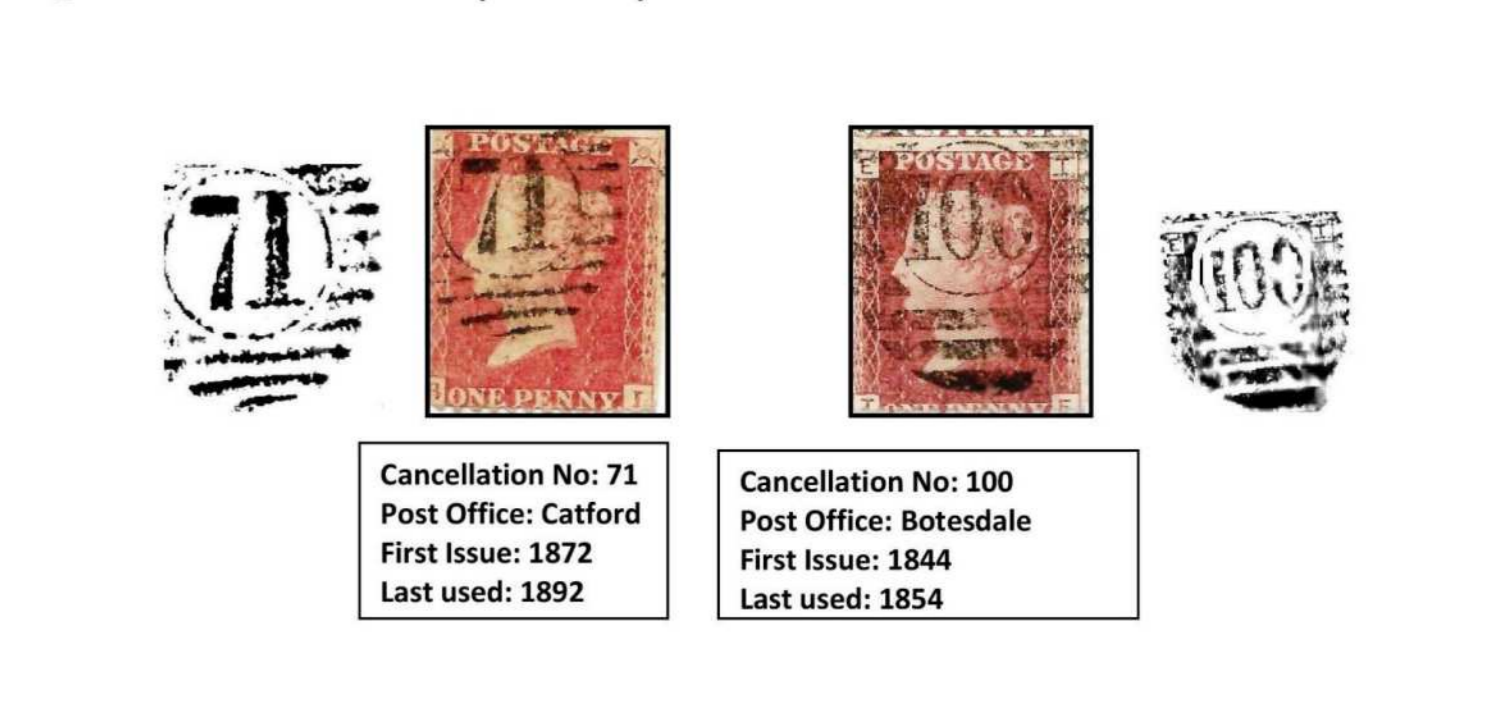 71
POSTAGE
71
ONE PENNY
E POSTAGE I
100
E I
100
Cancellation No: 71
Post Office: Catford
First Issue: 1872
Last used: 1892
Cancellation No: 100
Post Office: Botesdale
First Issue: 1844
Last used: 1854